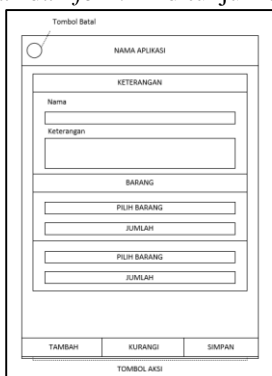 Tombol Batal
NAMA APLIKASI
KETERANGAN
Nama
Keterangan
BARANG
PILIH BARANG
JUMLAH
PILIH BARANG
JUMLAH
TAMBAH KURANGI SIMPAN
TOMBOL AKSI